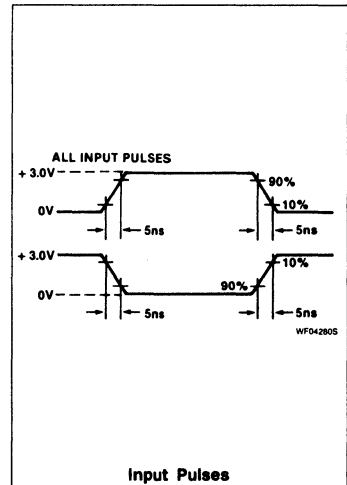 ALL INPUT PULSES
+ 3.0V
90%
0V
10%
5ns
5ns
+ 3.0V
10%
0V
90%
5ns
5ns
WF04280S
Input Pulses